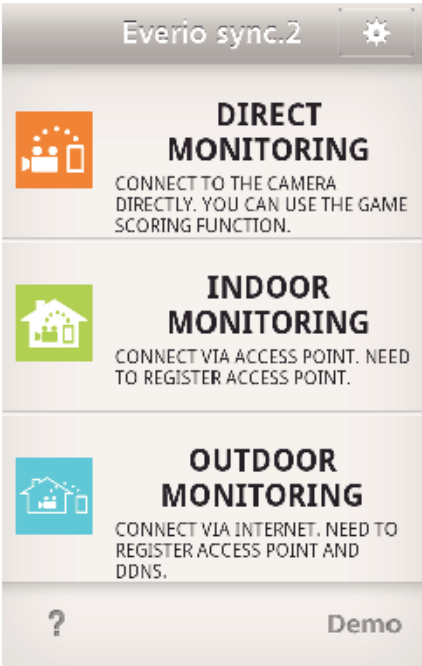 Everio sync.2
DIRECT
MONITORING
CONNECT TO THE CAMERA
DIRECTLY. YOU CAN USE THE GAME
SCORING FUNCTION.
INDOOR
MONITORING
CONNECT VIA ACCESS POINT. NEED
TO REGISTER ACCESS POINT.
OUTDOOR
MONITORING
CONNECT VIA INTERNET. NEED TO
REGISTER ACCESS POINT AND
DDNS.
? Demo